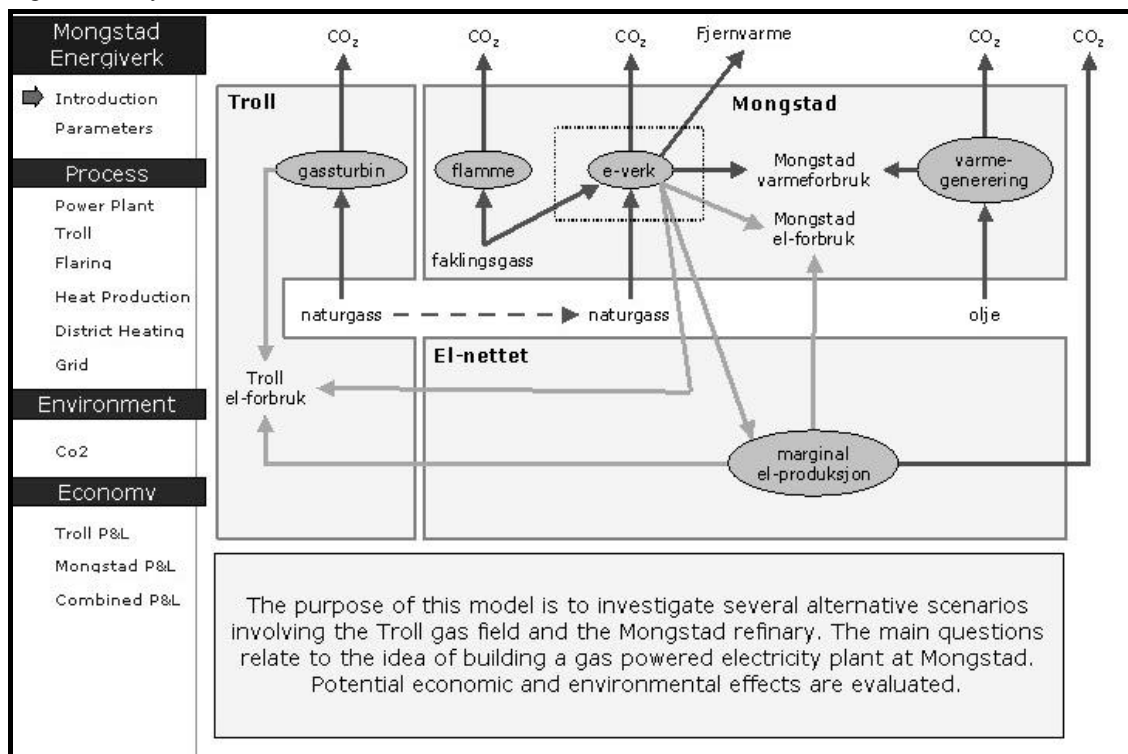 Mongstad
Energiverk
Introduction
Parameters
Process
Power Plant
Troll
Flaring
Heat Production
District Heating
Grid
Environment
Co2
Economy
Troll P&L
Mongstad P&L
Combined P&L
CO2
CO2
CO2
Fjernvarme
CO2
CO2
Troll
Mongstad
gassturbin
flamme
e-verk
Mongstad
varmeforbruk
varme-
generering
Mongstad
el-forbruk
faklingsgass
naturgass
naturgass
olje
El-nettet
Troll
el-forbruk
marginal
el-produksjon
The purpose of this model is to investigate several alternative scenarios
involving the Troll gas field and the Mongstad refinary. The main questions
relate to the idea of building a gas powered electricity plant at Mongstad.
Potential economic and environmental effects are evaluated.